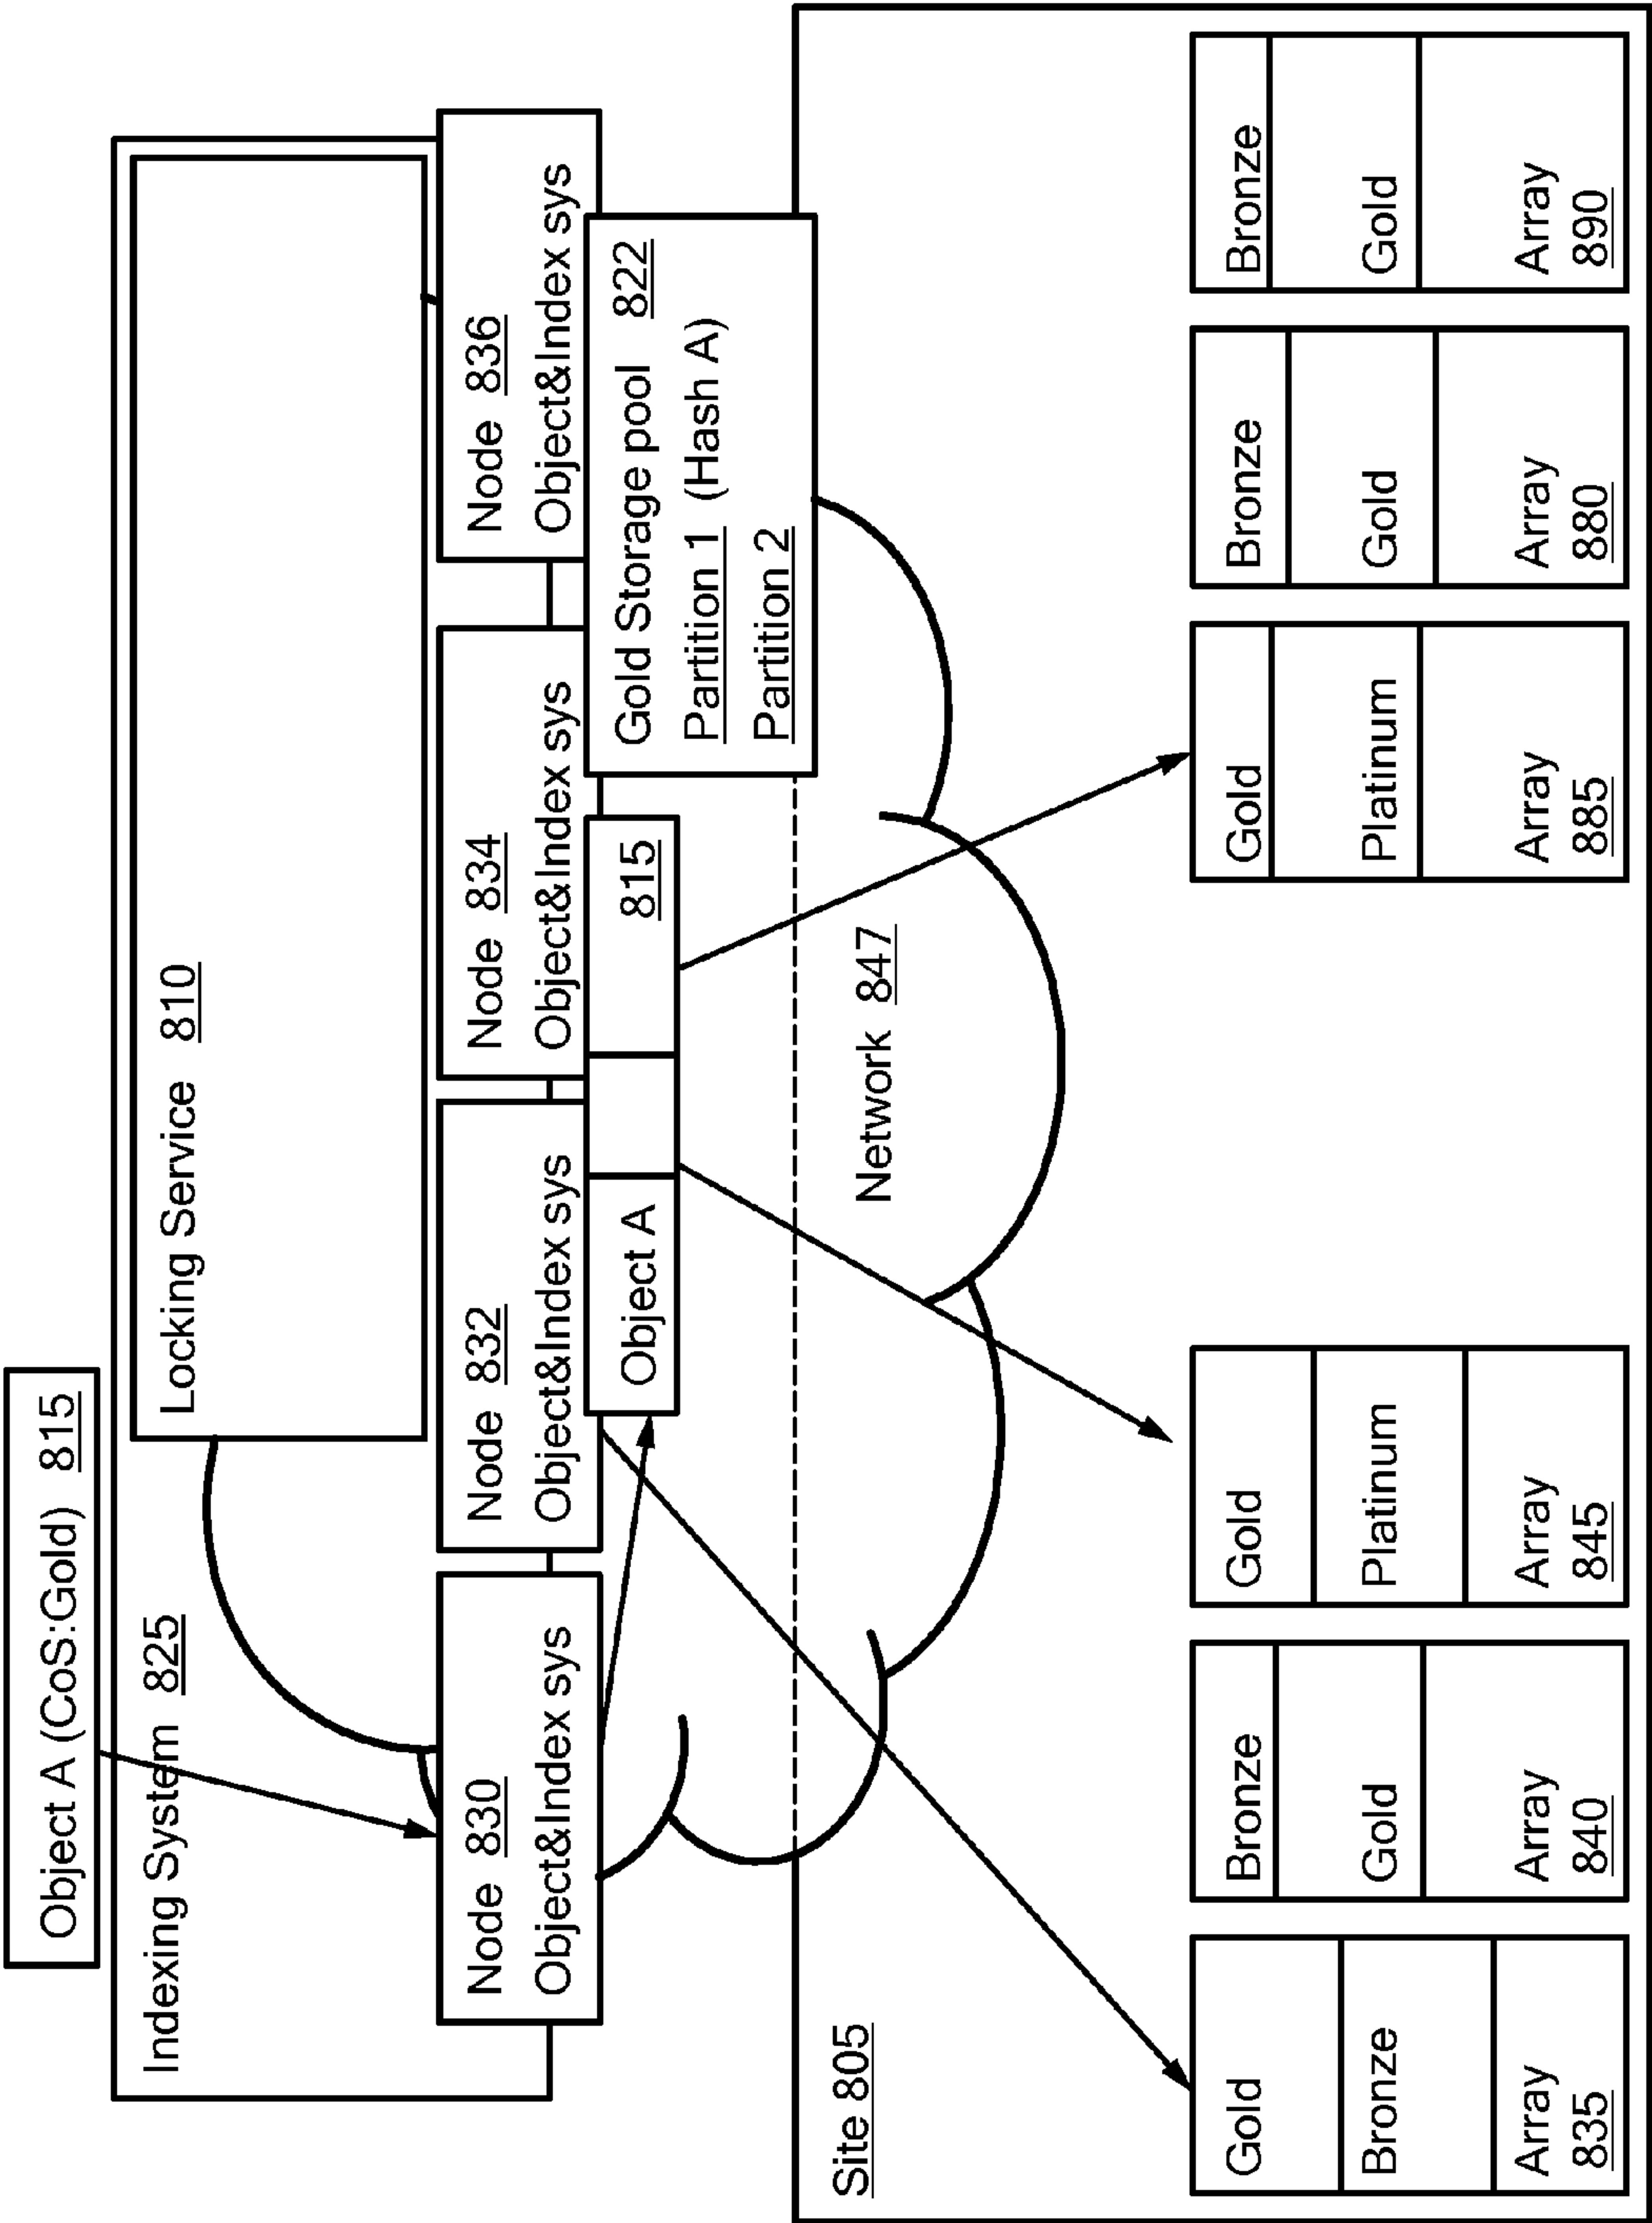 Object A (CoS:Gold) 815
Indexing System 825
Locking Service 810
Node 830
Object&Index sys
Node 832
Object&Index sys
Node 834
Object&Index sys
Node 836
Object&Index sys
Object A
815
Gold Storage pool 822
Partition 1 (Hash A)
Partition 2
Site 805
Network 847
Gold
Bronze
Array
835
Bronze
Gold
Array
840
Gold
Platinum
Array
845
Gold
Platinum
Array
885
Bronze
Gold
Array
880
Bronze
Gold
Array
890